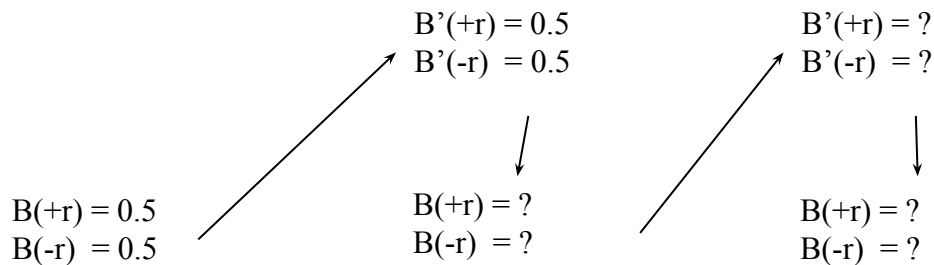 B’(+r) = 0.5
B’(-r) = 0.5
B’(+r) = ?
B’(-r) = ?
B(+r) = 0.5
B(-r) = 0.5
B(+r) = ?
B(-r) = ?
B(+r) = ?
B(-r) = ?